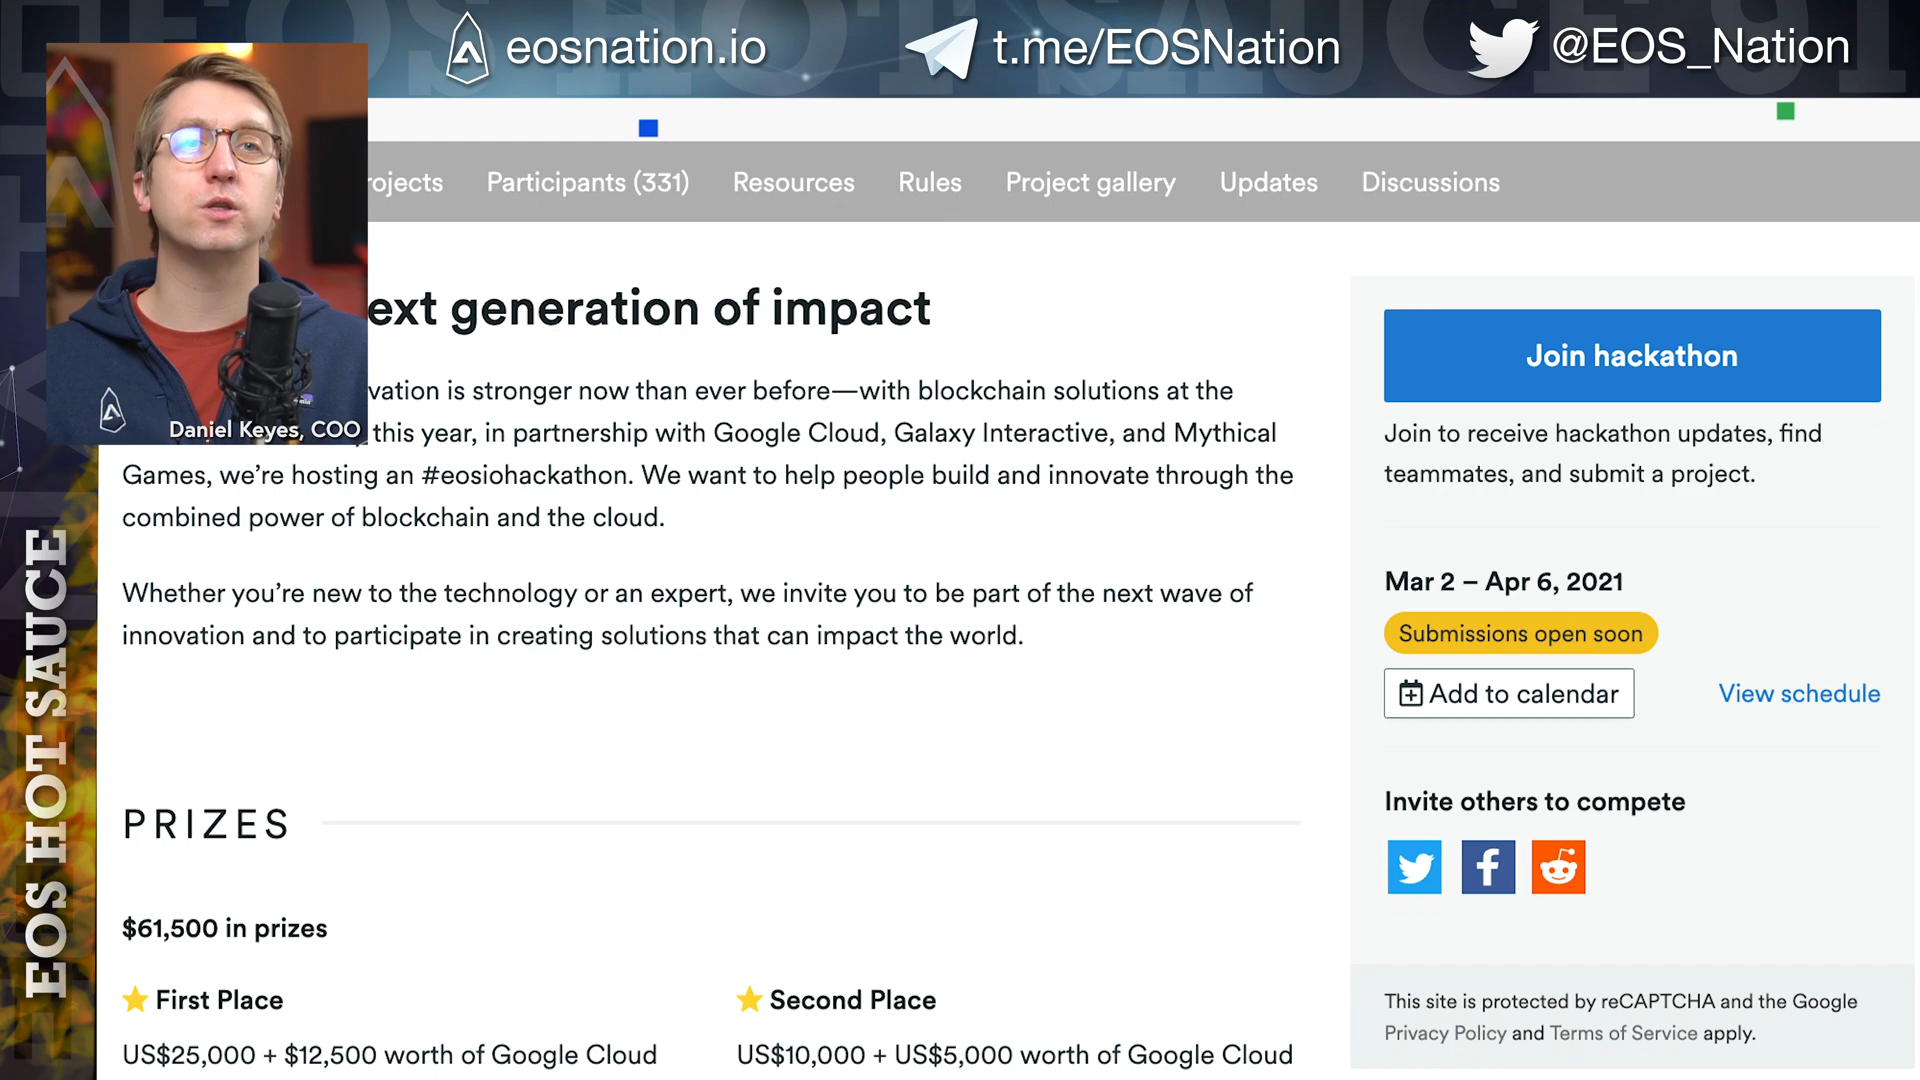 eosnation.io
t.me/EOSNation
@EOS_Nation
rojects
Participants (331)
Resources
Rules
Project gallery
Updates
Discussions
ext generation of impact
vation is stronger now than ever before—with blockchain solutions at the
this year, in partnership with Google Cloud, Galaxy Interactive, and Mythical
Games, we're hosting an #eosiohackathon. We want to help people build and innovate through the
combined power of blockchain and the cloud.
Whether you're new to the technology or an expert, we invite you to be part of the next wave of
innovation and to participate in creating solutions that can impact the world.
PRIZES
$61,500 in prizes
First Place
US$25,000 + $12,500 worth of Google Cloud
Second Place
US$10,000 + US$5,000 worth of Google Cloud
Join hackathon
Join to receive hackathon updates, find
teammates, and submit a project.
Mar 2 – Apr 6, 2021
Submissions open soon
Add to calendar
View schedule
Invite others to compete
This site is protected by reCAPTCHA and the Google
Privacy Policy and Terms of Service apply.
Daniel Keyes, COO
EOS HOT SAUCE
EOS HOT SAUCE 91